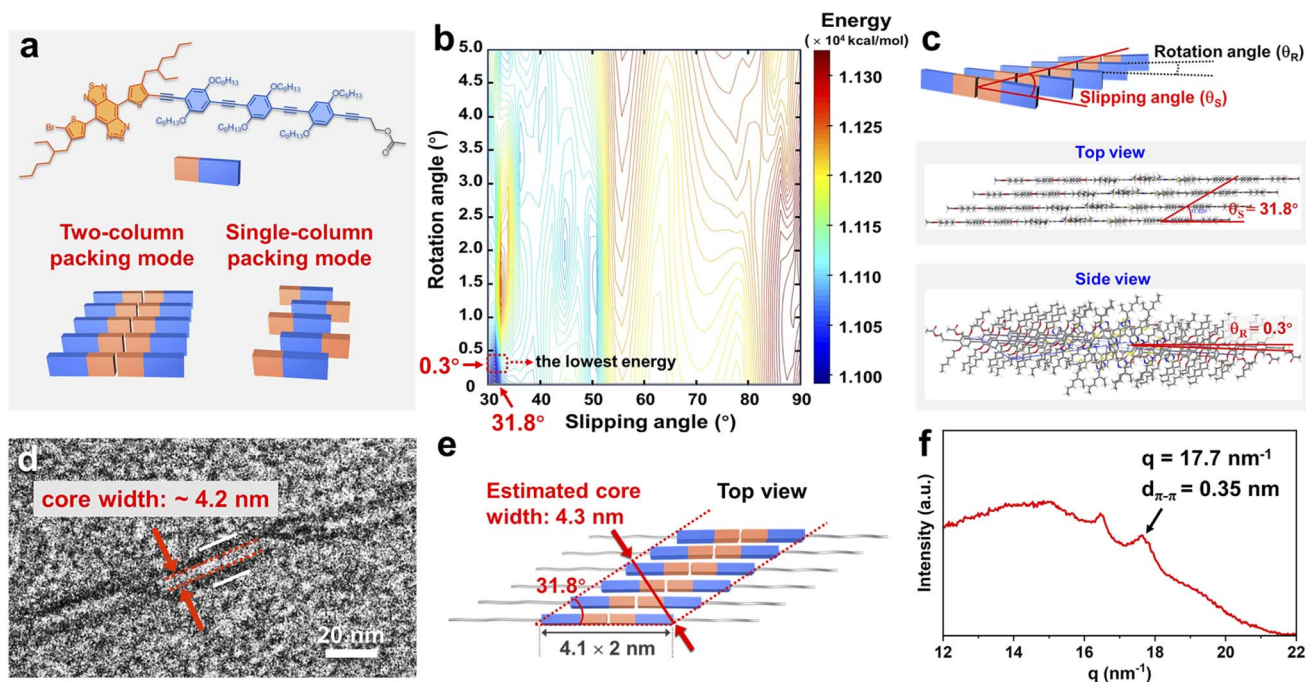 a
S
N
N
N
N
S
S
S
Br
OC6H13
OC6H13
OC6H13
C6H13O
C6H13O
C6H13O
O
O
Two-column
packing mode
Single-column
packing mode
b
Energy
( × 10⁴ kcal/mol)
5.0
4.5
4.0
3.5
3.0
2.5
2.0
1.5
1.0
0.5
0
Rotation angle (°)
0.3°
the lowest energy
30 40 50 60 70 80 90
31.8°
Slipping angle (°)
1.130
1.125
1.120
1.115
1.110
1.105
1.100
c
Rotation angle (θR)
Slipping angle (θS)
Top view
θS = 31.8°
Side view
θR = 0.3°
d
core width: ~ 4.2 nm
20 nm
e
Estimated core
width: 4.3 nm
Top view
31.8°
4.1 × 2 nm
f
q = 17.7 nm⁻¹
dπ-π = 0.35 nm
Intensity (a.u.)
12 14 16 18 20 22
q (nm⁻¹)